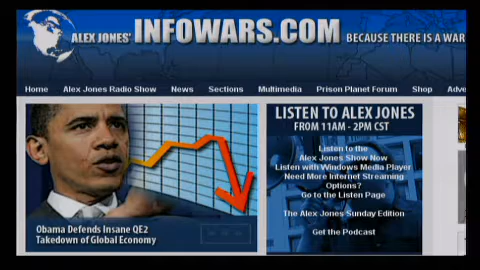 ALEX JONES' INFOWARS.COM BECAUSE THERE IS A WAR
Home Alex Jones Radio Show News Sections Multimedia Prison Planet Forum Shop Adve
LISTEN TO ALEX JONES
FROM 11AM - 2PM CST
Listen to the
Alex Jones Show Now
Listen with Windows Media Player
Need More Internet Streaming
Options?
Go to the Listen Page
The Alex Jones Sunday Edition
Get the Podcast
Obama Defends Insane QE2
Takedown of Global Economy